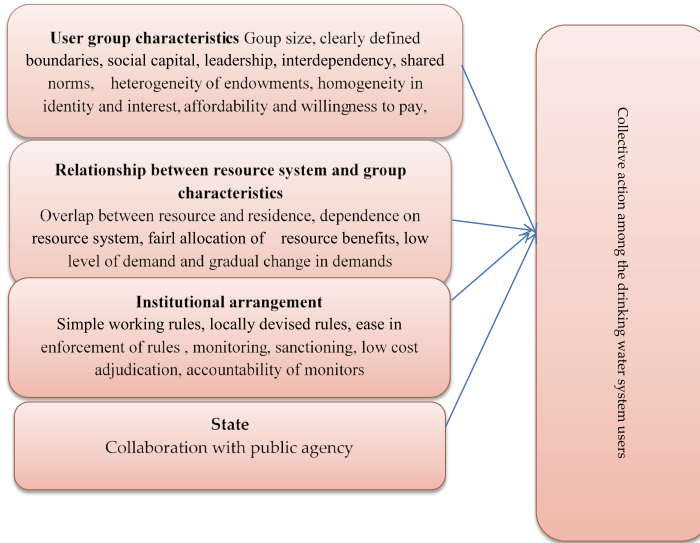 User group characteristics Goup size, clearly defined
boundaries, social capital, leadership, interdependency, shared
norms, heterogeneity of endowments, homogeneity in
identity and interest, affordability and willingness to pay,
Relationship between resource system and group
characteristics
Overlap between resource and residence, dependence on
resource system, fairl allocation of resource benefits, low
level of demand and gradual change in demands
Institutional arrangement
Simple working rules, locally devised rules, ease in
enforcement of rules , monitoring, sanctioning, low cost
adjudication, accountability of monitors
State
Collaboration with public agency
Collective action among the drinking water system users